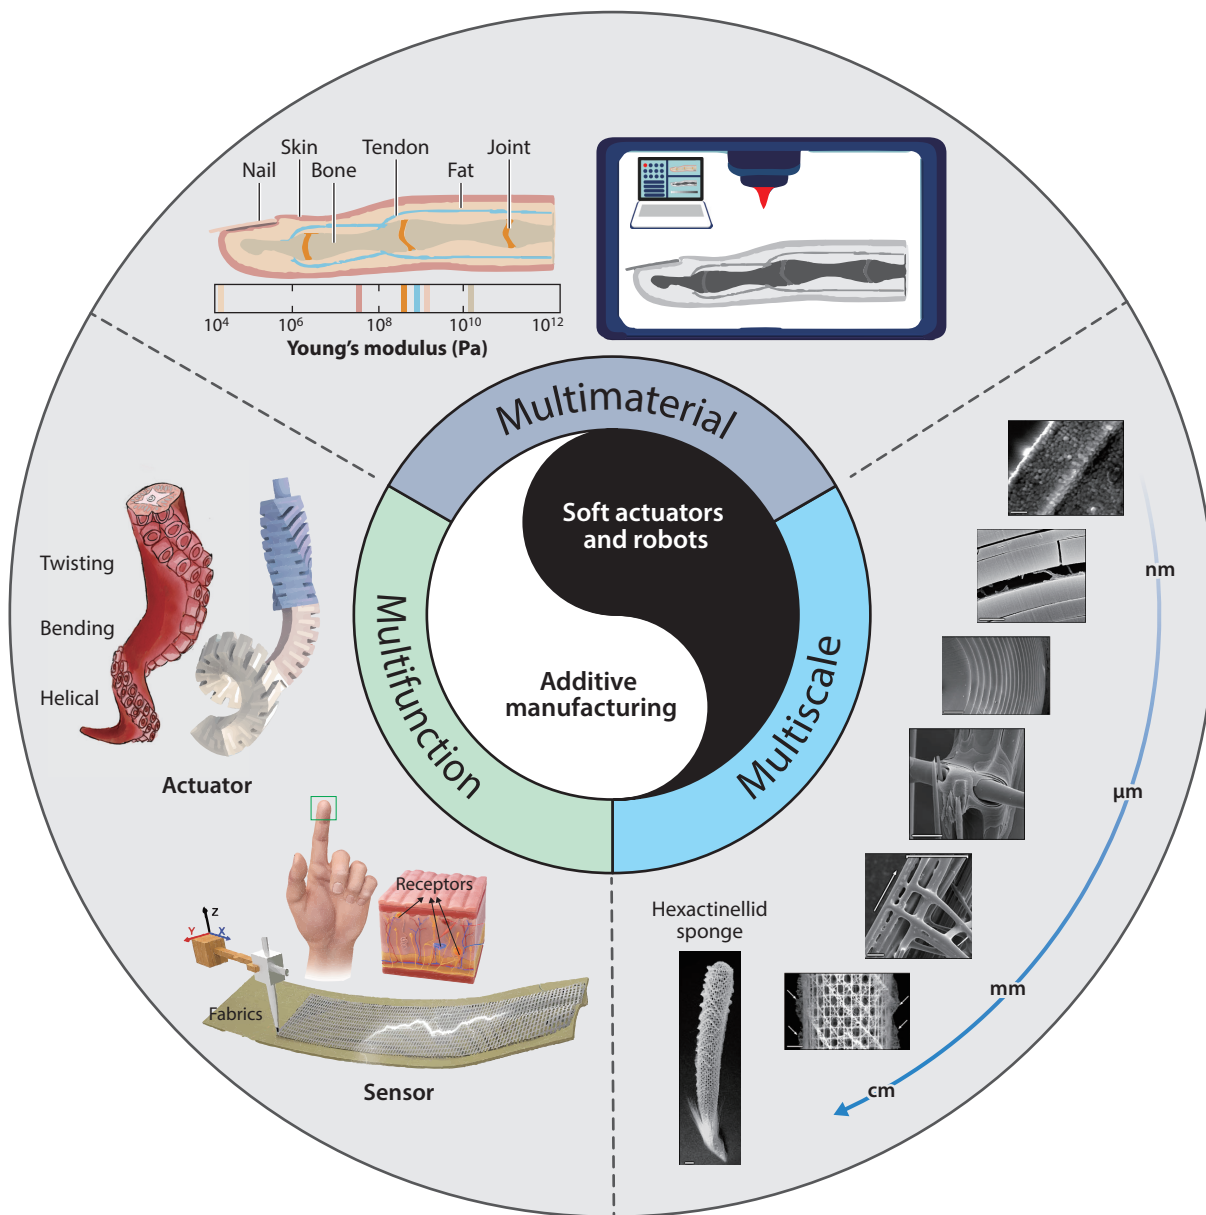 Skin
Tendon
Joint
Nail
Bone
Fat
10⁴
10⁶
10⁸
10¹⁰
10¹²
Young’s modulus (Pa)
Multimaterial
Multifunction
Multiscale
Soft actuators
and robots
Additive
manufacturing
Twisting
Bending
Helical
Actuator
Receptors
Z
Y
X
Fabrics
Sensor
Hexactinellid
sponge
nm
µm
mm
cm